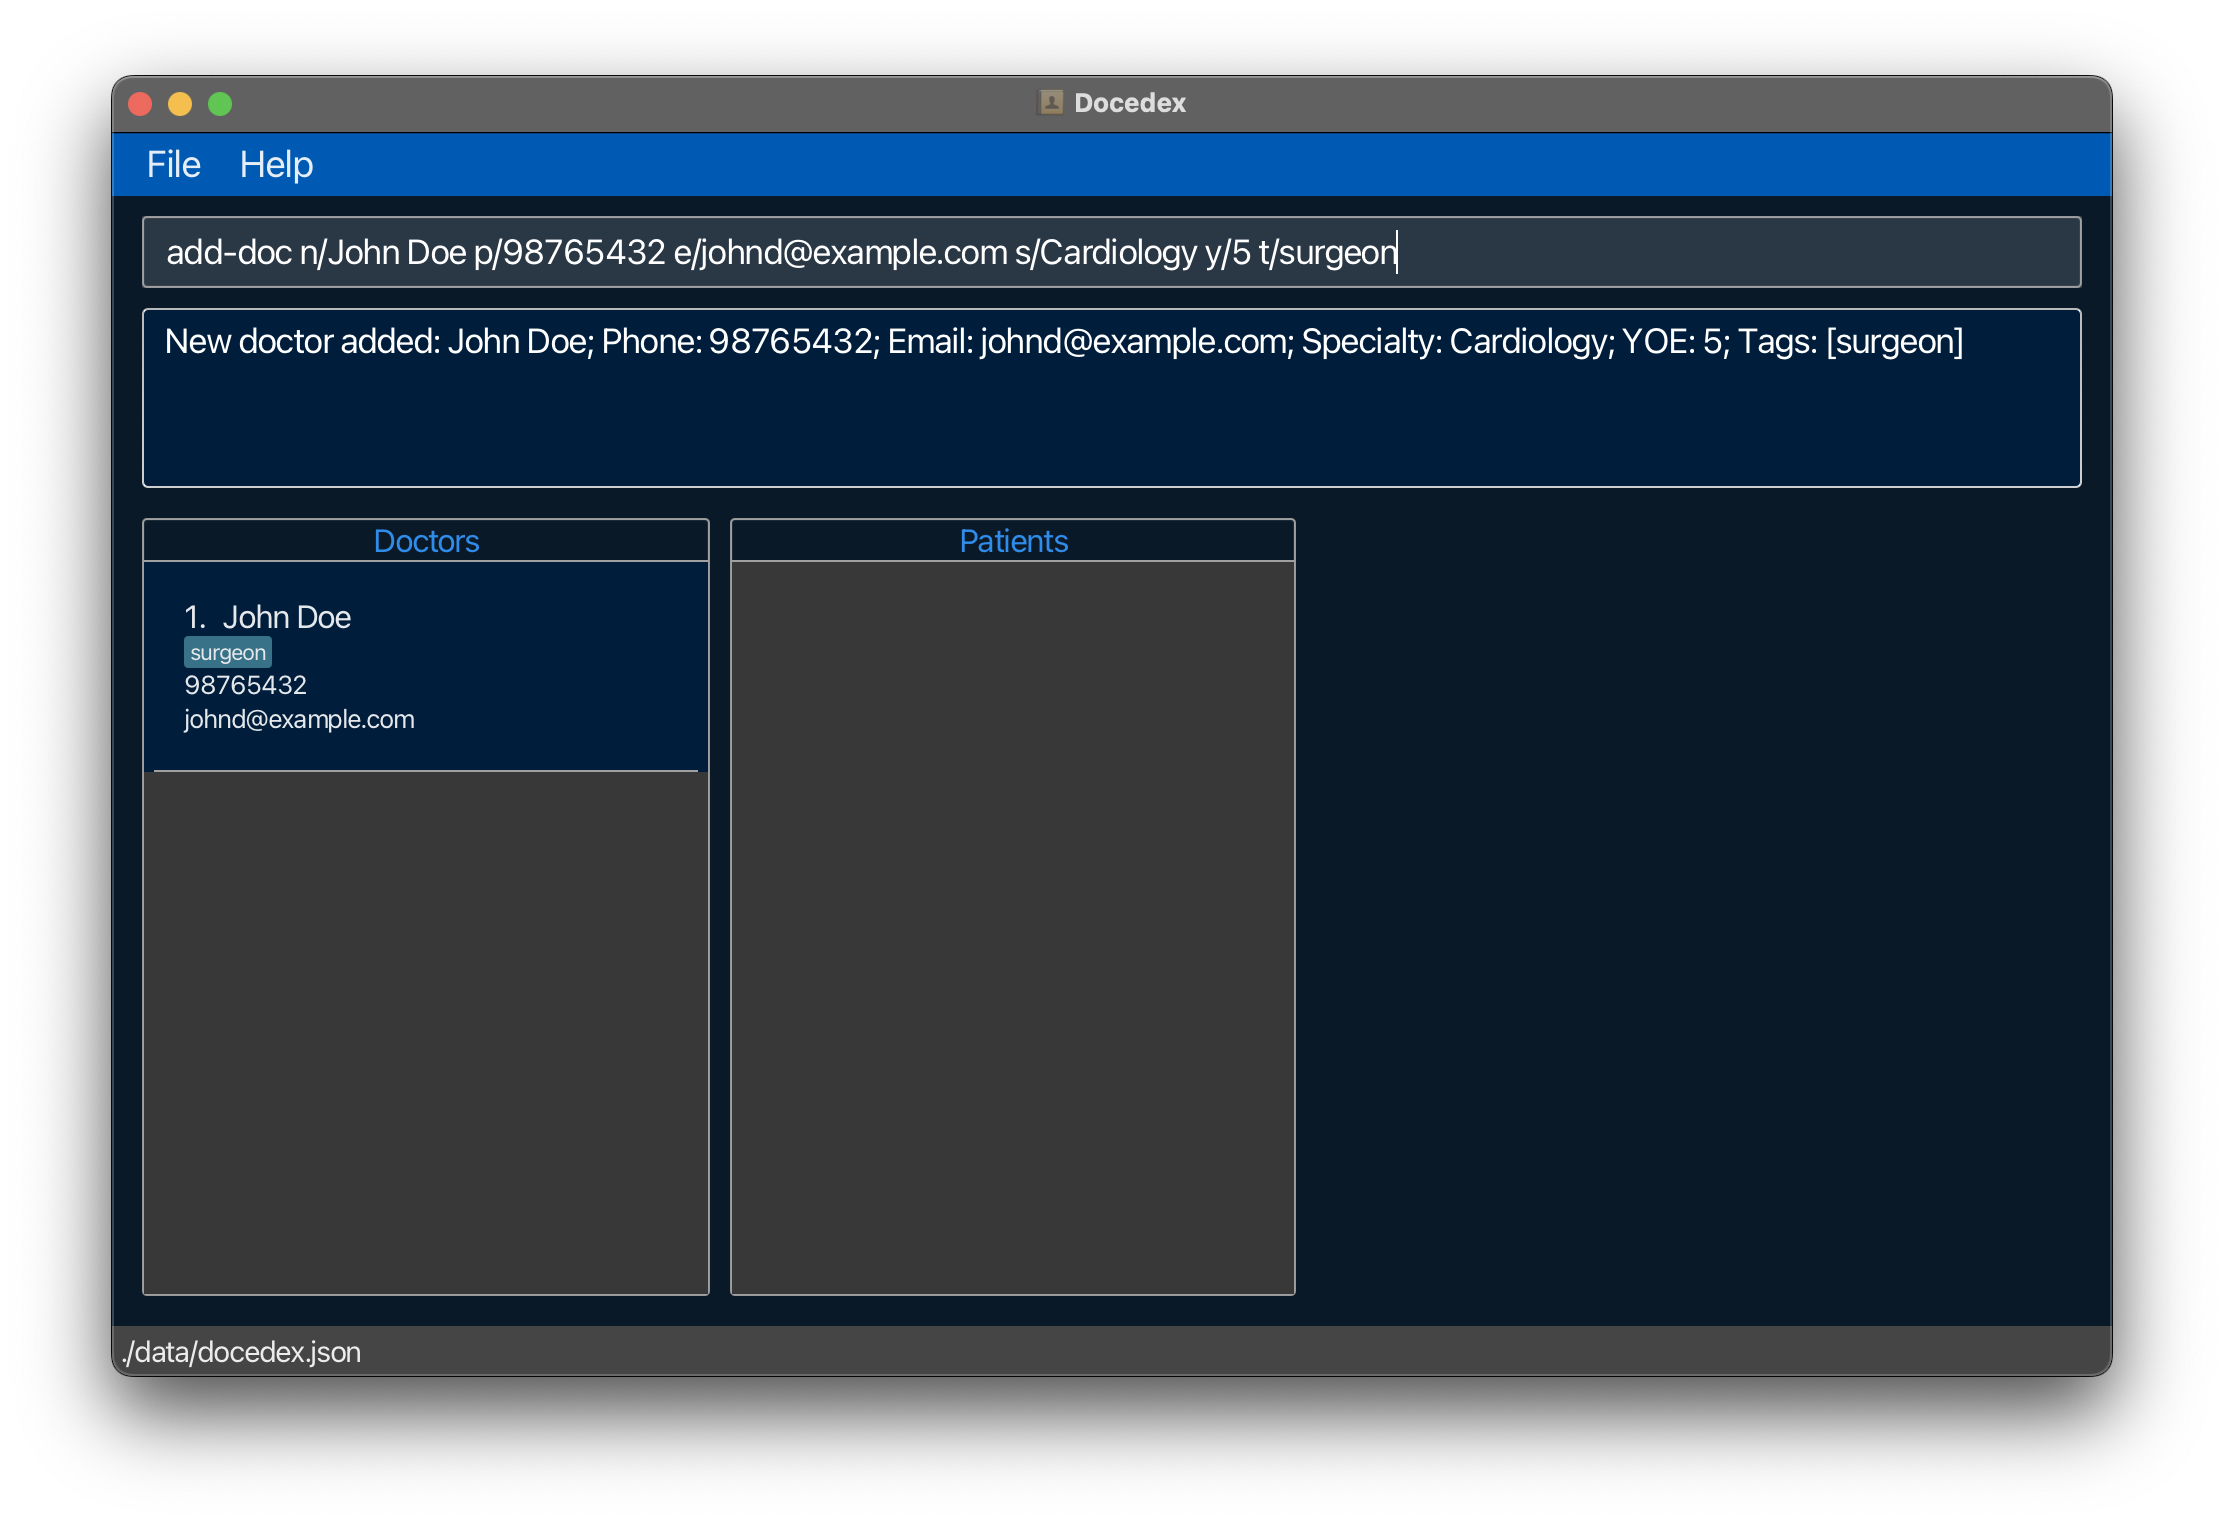 Docedex
File Help
add-doc n/John Doe p/98765432 e/johnd@example.com s/Cardiology y/5 t/surgeon
New doctor added: John Doe; Phone: 98765432; Email: johnd@example.com; Specialty: Cardiology; YOE: 5; Tags: [surgeon]
Doctors
1. John Doe
surgeon
98765432
johnd@example.com
Patients
./data/docedex.json